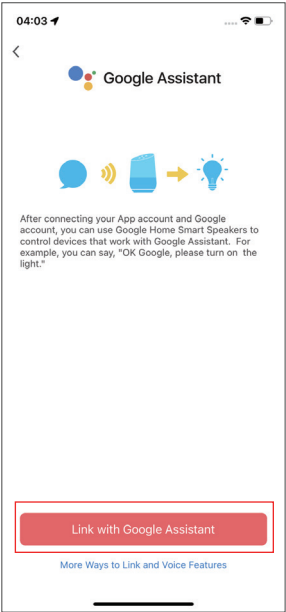 04:03
Google Assistant
After connecting your App account and Google
account, you can use Google Home Smart Speakers to
control devices that work with Google Assistant. For
example, you can say, "OK Google, please turn on the
light."
Link with Google Assistant
More Ways to Link and Voice Features